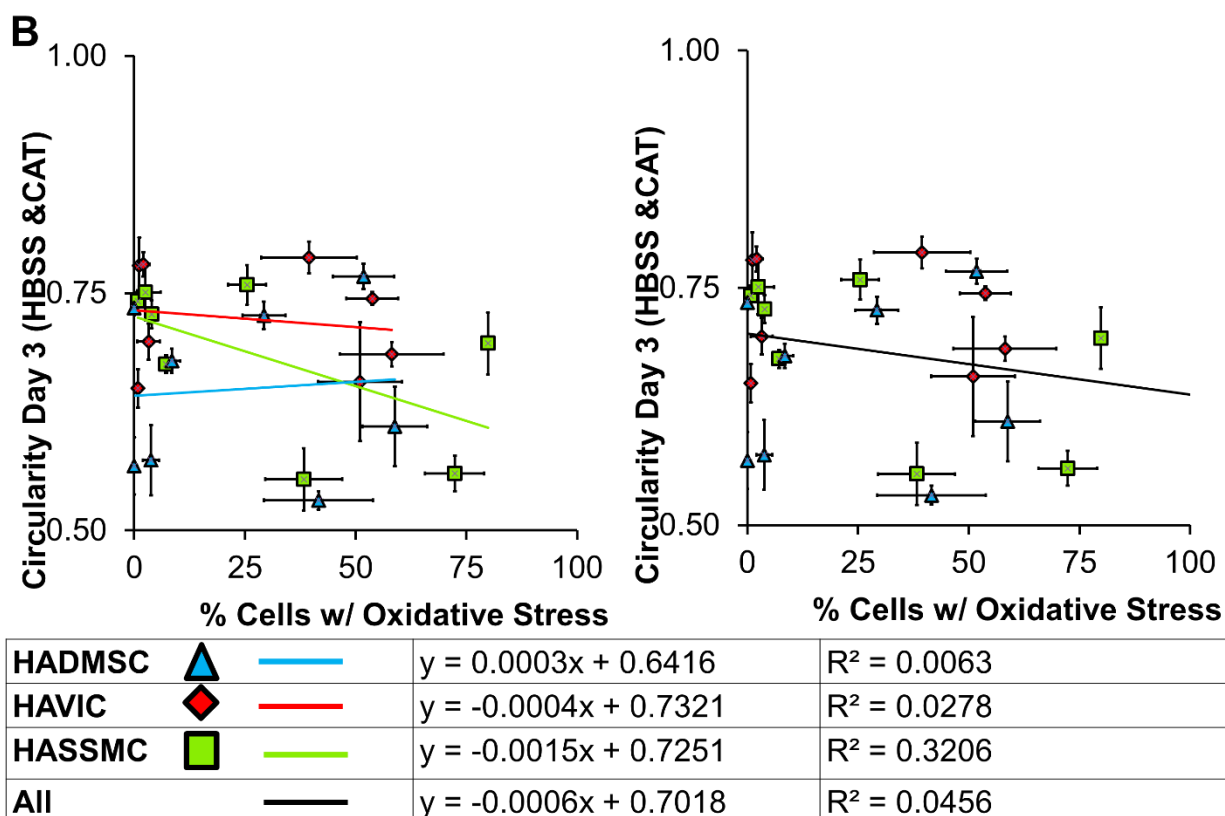 B
Circularity Day 3 (HBSS &CAT)
1.00
0.75
0.50
0 25 50 75 100
% Cells w/ Oxidative Stress
Circularity Day 3 (HBSS &CAT)
1.00
0.75
0.50
0 25 50 75 100
% Cells w/ Oxidative Stress
HADMSC y = 0.0003x + 0.6416 R² = 0.0063
HAVIC y = -0.0004x + 0.7321 R² = 0.0278
HASSMC y = -0.0015x + 0.7251 R² = 0.3206
All y = -0.0006x + 0.7018 R² = 0.0456